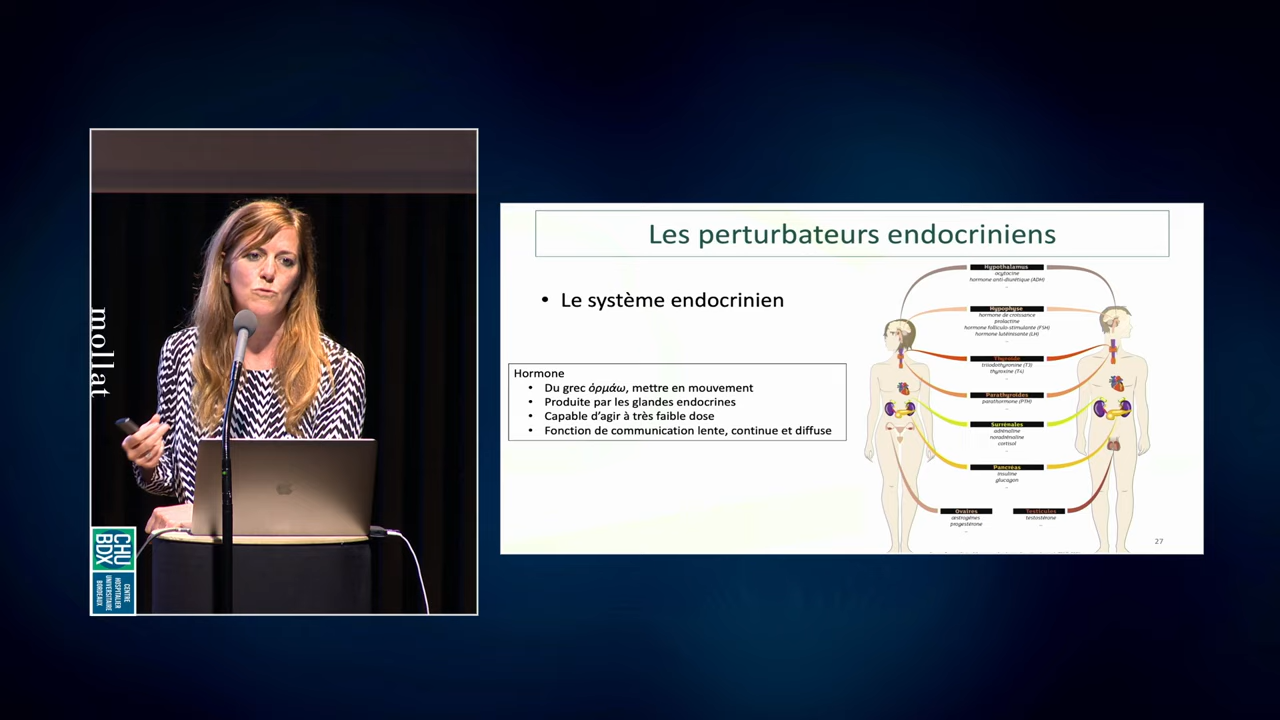 mollat
CHU
BDX
CENTRE
HOSPITALIER
UNIVERSITAIRE
BORDEAUX
Les perturbateurs endocriniens
• Le système endocrinien
Hormone
• Du grec ὁρμάω, mettre en mouvement
• Produite par les glandes endocrines
• Capable d'agir à très faible dose
• Fonction de communication lente, continue et diffuse
Hypothalamus
ocytocine
hormone anti-diurétique (ADH)
...
Hypophyse
hormone de croissance
prolactine
hormone folliculo-stimulante (FSH)
hormone lutéinisante (LH)
...
Thyroïde
triiodothyronine (T3)
thyroxine (T4)
...
Parathyroïdes
parathormone (PTH)
...
Surrénales
adrénaline
noradrénaline
cortisol
...
Pancréas
insuline
glucagon
...
Ovaires
progestérone
...
Testicules
testostérone
...
27